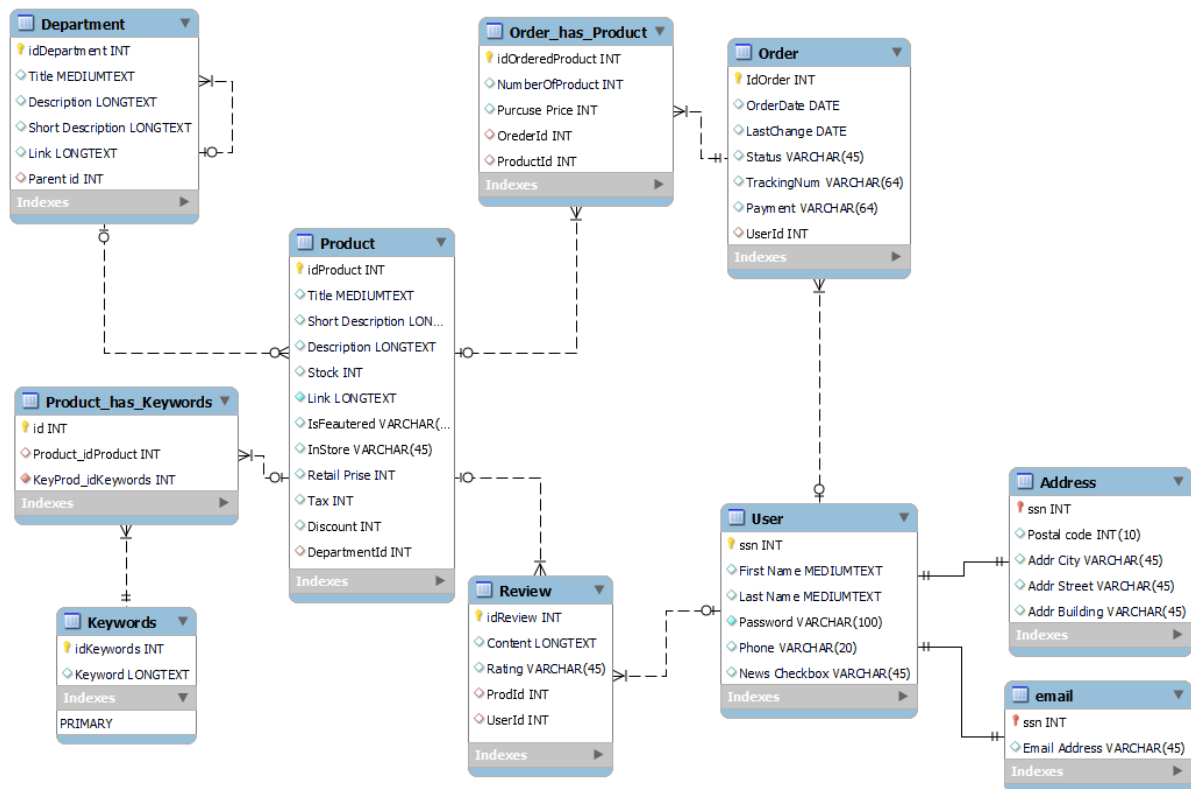 Department
idDepartment INT
Title MEDIUMTEXT
Description LONGTEXT
Short Description LONGTEXT
Link LONGTEXT
Parent id INT
Indexes
Order_has_Product
idOrderedProduct INT
NumberOfProduct INT
Purcuse Price INT
OrederId INT
ProductId INT
Indexes
Order
IdOrder INT
OrderDate DATE
LastChange DATE
Status VARCHAR(45)
TrackingNum VARCHAR(64)
Payment VARCHAR(64)
UserId INT
Indexes
Product
idProduct INT
Title MEDIUMTEXT
Short Description LON...
Description LONGTEXT
Stock INT
Link LONGTEXT
IsFeautered VARCHAR(...
InStore VARCHAR(45)
Retail Prise INT
Tax INT
Discount INT
DepartmentId INT
Indexes
Product_has_Keywords
id INT
Product_idProduct INT
KeyProd_idKeywords INT
Indexes
Keywords
idKeywords INT
Keyword LONGTEXT
Indexes
PRIMARY
Review
idReview INT
Content LONGTEXT
Rating VARCHAR(45)
ProdId INT
UserId INT
Indexes
User
ssn INT
First Name MEDIUMTEXT
Last Name MEDIUMTEXT
Password VARCHAR(100)
Phone VARCHAR(20)
News Checkbox VARCHAR(45)
Indexes
Address
ssn INT
Postal code INT(10)
Addr City VARCHAR(45)
Addr Street VARCHAR(45)
Addr Building VARCHAR(45)
Indexes
email
ssn INT
Email Address VARCHAR(45)
Indexes